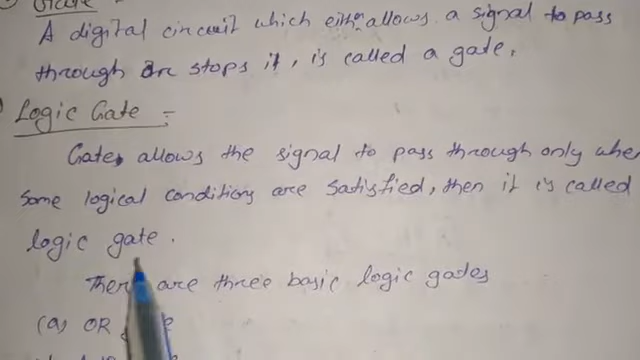 Gate -
A digital circuit which either allows a signal to pass
through or stops it, is called a gate.
Logic Gate :-
Gate, allows the signal to pass through only when
some logical conditions are satisfied, then it is called
logic gate.
There are three basic logic gates
(a) OR